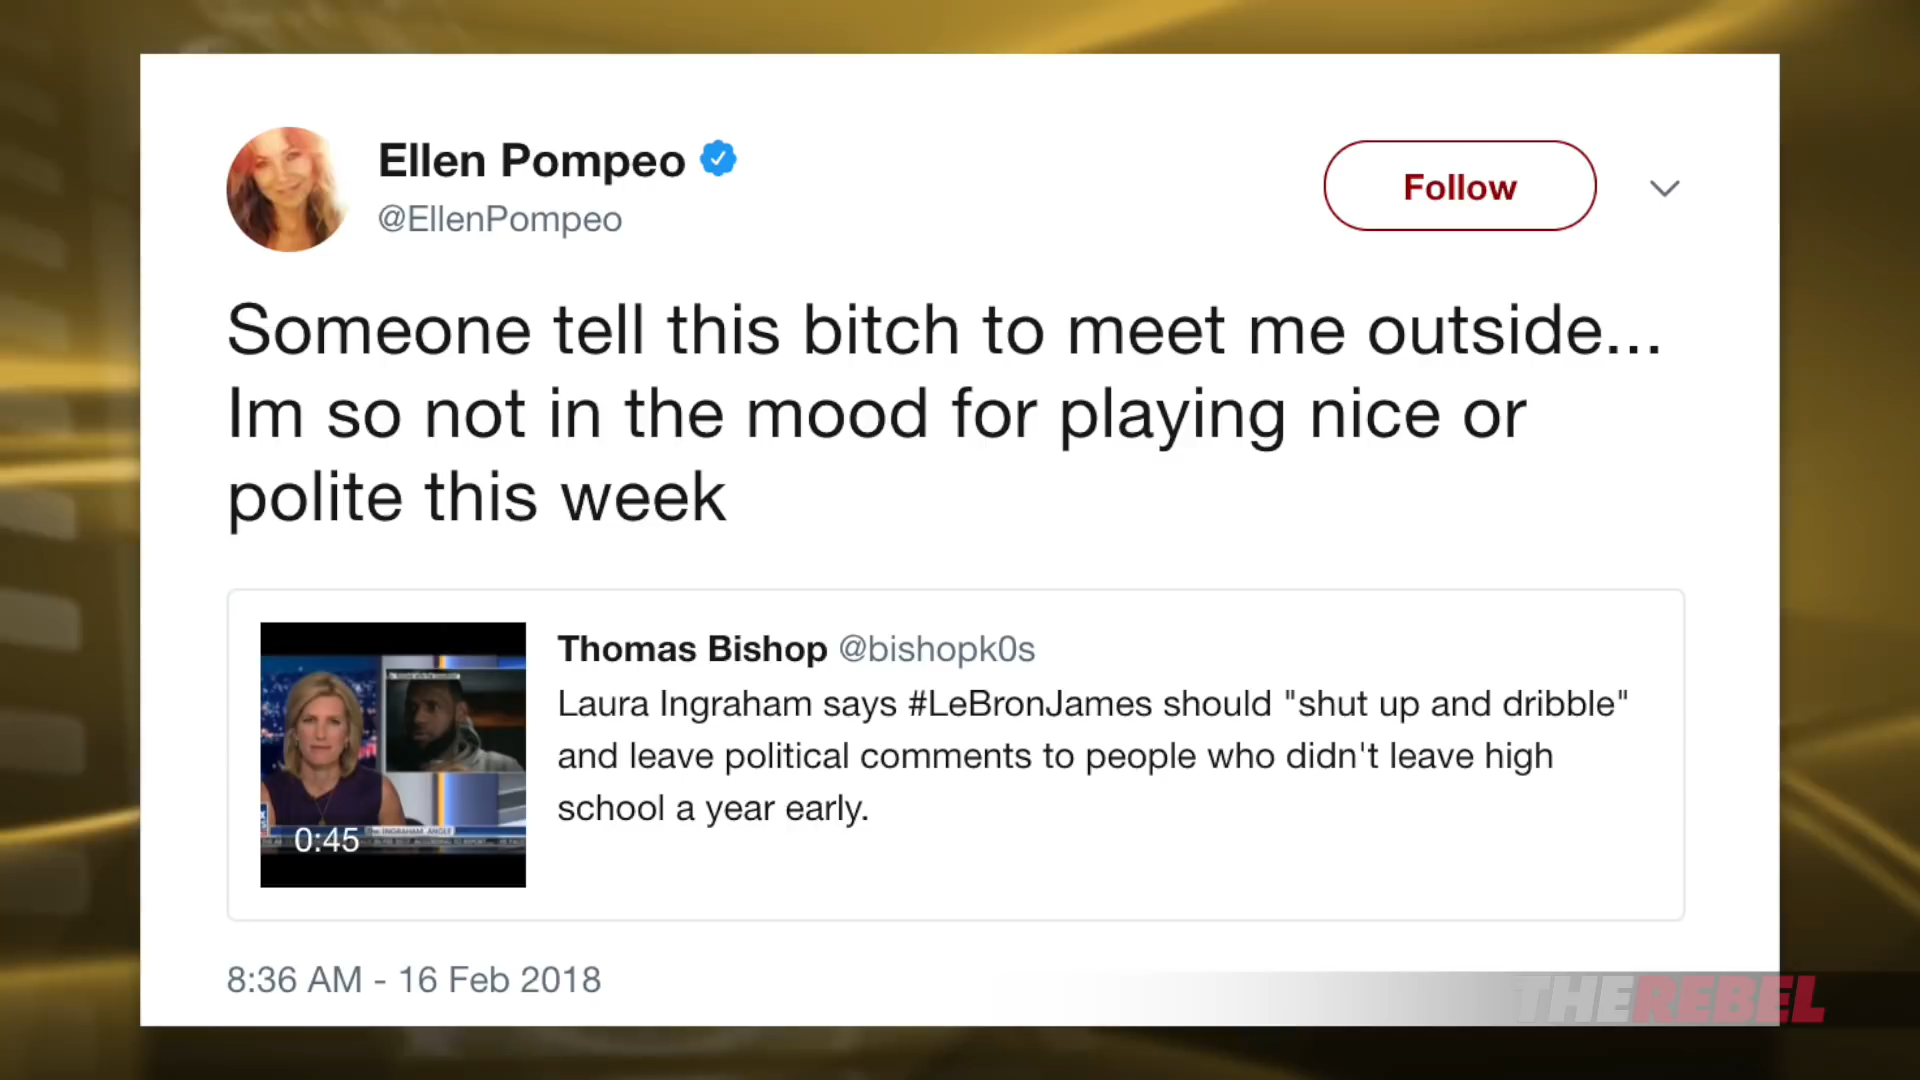 Ellen Pompeo
@EllenPompeo
Follow
Someone tell this bitch to meet me outside...
Im so not in the mood for playing nice or
polite this week
Thomas Bishop @bishopk0s
Laura Ingraham says #LeBronJames should "shut up and dribble"
and leave political comments to people who didn't leave high
school a year early.
0:45
THE INGRAHAM ANGLE
8:36 AM - 16 Feb 2018
THEREBEL